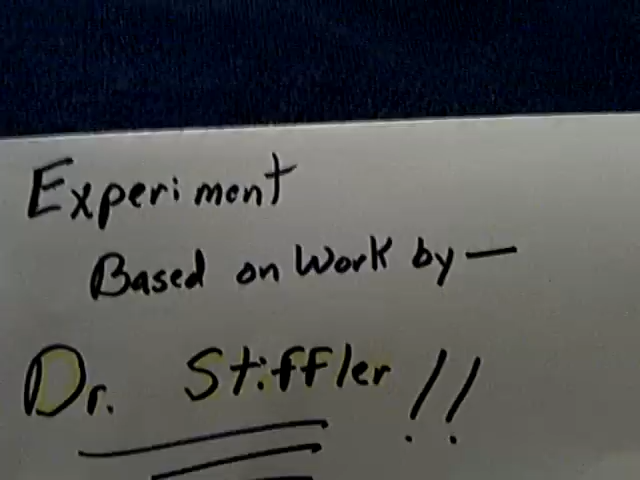 Experiment
Based on Work by —
Dr. Stiffler!!